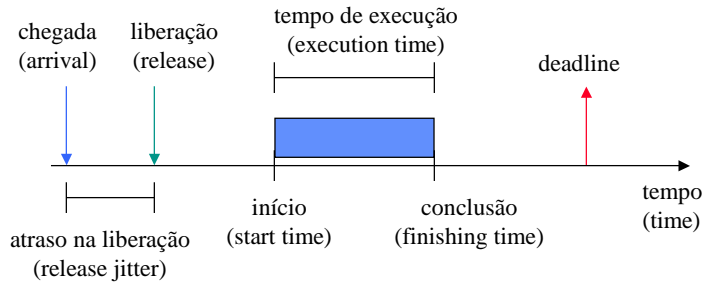 tempo de execução
(execution time)
chegada
(arrival)
liberação
(release)
deadline
início
(start time)
conclusão
(finishing time)
tempo
(time)
atraso na liberação
(release jitter)